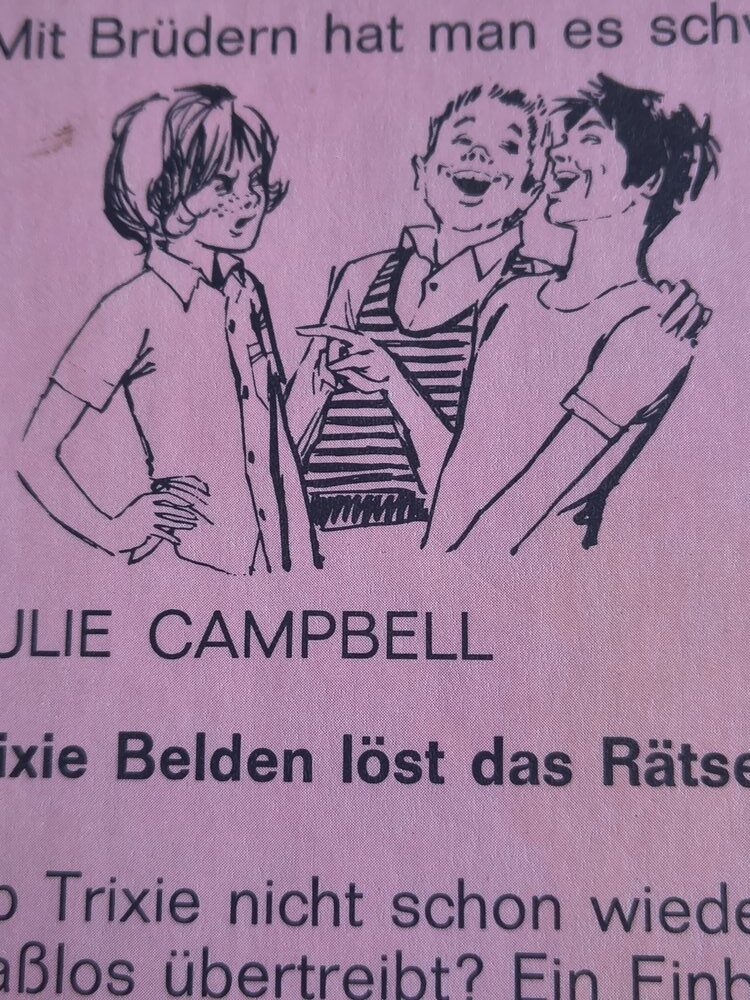 Mit Brüdern hat man es schw
ULIE CAMPBELL
ixie Belden löst das Rätse
b Trixie nicht schon wiede
aßlos übertreibt? Ein Einb